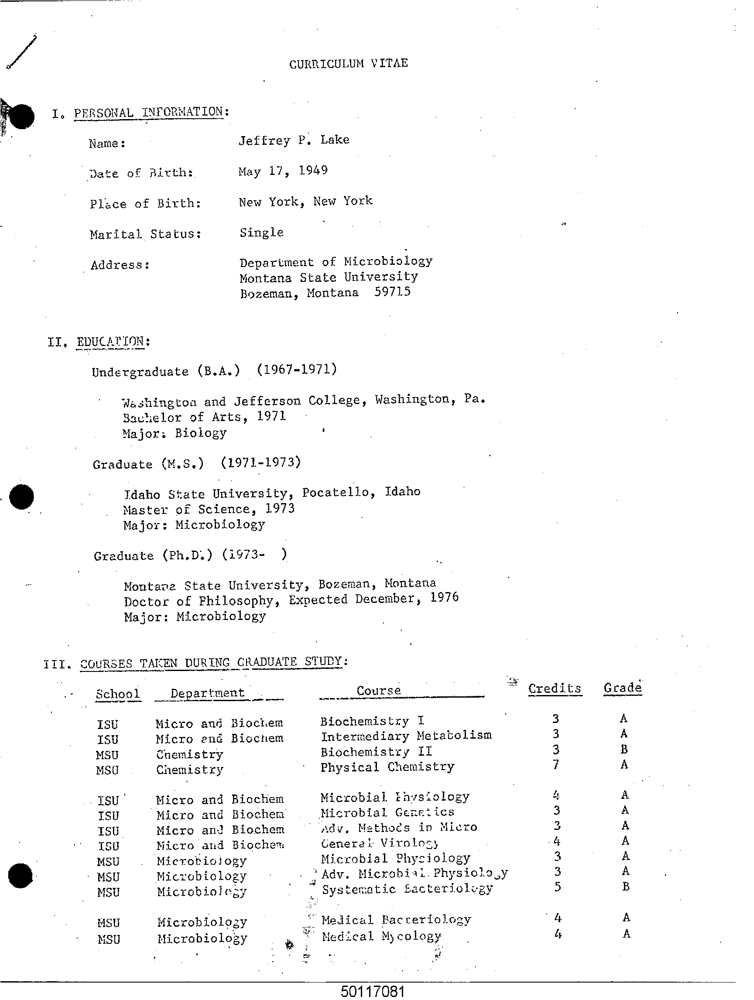 CURRICULUM VITAE
I. PERSONAL INFORMATION:
Name: Jeffrey P. Lake
Date of Birth: May 17, 1949
Place of Birth: New York, New York
Marital Status: Single
Address: Department of Microbiology
Montana State University
Bozeman, Montana 59715
II. EDUCATION:
Undergraduate (B.A.) (1967-1971)
Washington and Jefferson College, Washington, Pa.
Bachelor of Arts, 1971
Major: Biology
Graduate (M.S.) (1971-1973)
Idaho State University, Pocatello, Idaho
Master of Science, 1973
Major: Microbiology
Graduate (Ph.D.) (1973- )
Montana State University, Bozeman, Montana
Doctor of Philosophy, Expected December, 1976
Major: Microbiology
III. COURSES TAKEN DURING GRADUATE STUDY:
School Department Course Credits Grade
ISU Micro and Biochem Biochemistry I 3 A
ISU Micro and Biochem Intermediary Metabolism 3 A
MSU Chemistry Biochemistry II 3 B
MSU Chemistry Physical Chemistry 7 A
ISU Micro and Biochem Microbial Physiology 4 A
ISU Micro and Biochem Microbial Genetics 3 A
ISU Micro and Biochem Adv. Methods in Micro 3 A
ISU Micro and Biochem General Virology 4 A
MSU Microbiology Microbial Physiology 3 A
MSU Microbiology Adv. Microbial Physiology 3 A
MSU Microbiology Systematic Bacteriology 5 B
MSU Microbiology Medical Bacteriology 4 A
MSU Microbiology Medical Mycology 4 A
50117081